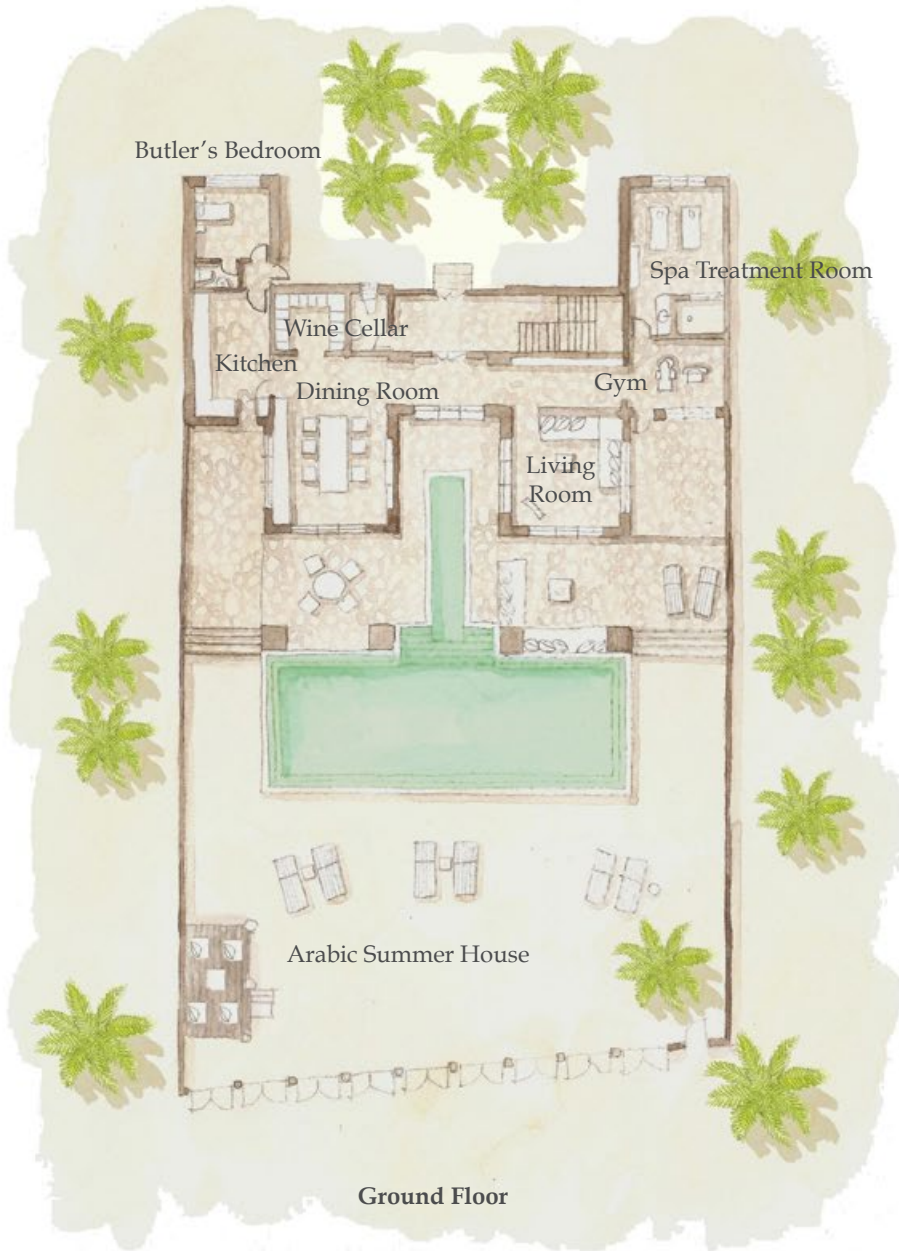 Butler’s Bedroom
Spa Treatment Room
Wine Cellar
Kitchen
Gym
Dining Room
Living
Room
Arabic Summer House
Ground Floor